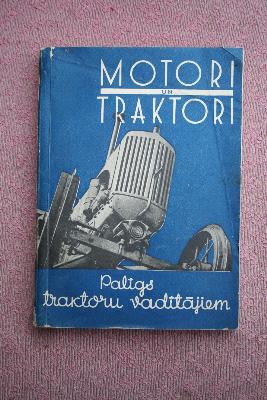 MOTORI
UN
TRAKTORI
Palīgs
traktoru vadītājiem